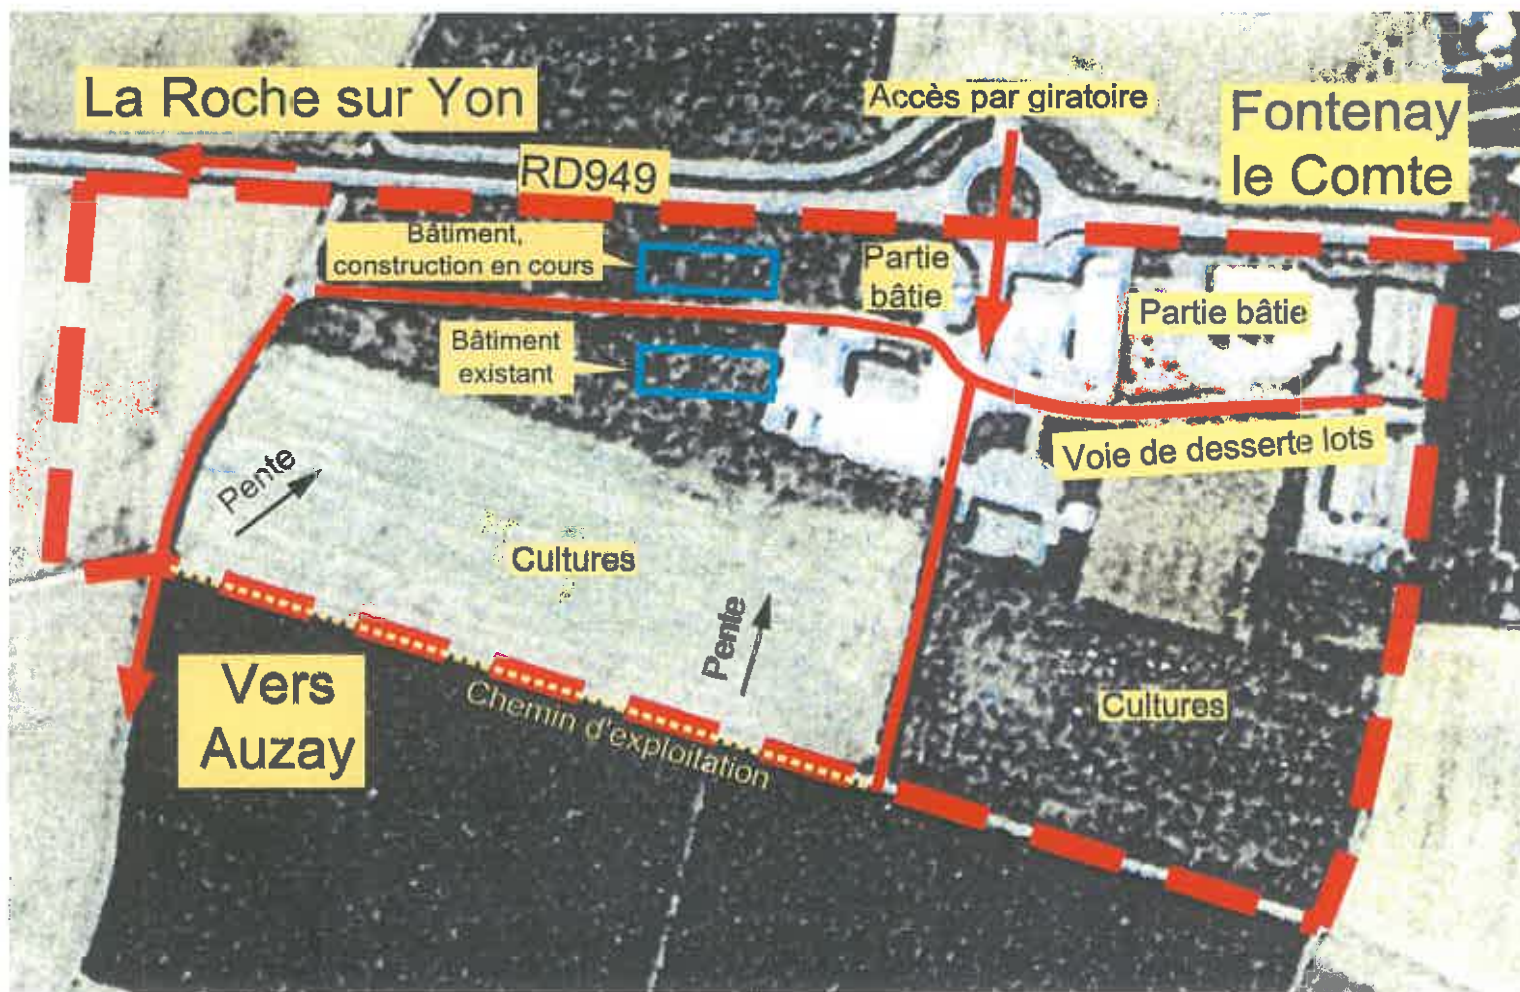 La Roche sur Yon
Accès par giratoire
Fontenay
le Comte
RD949
Bâtiment,
construction en cours
Partie
bâtie
Partie bâtie
Bâtiment
existant
Voie de desserte lots
Pente
Cultures
Pente
Chemin d'exploitation
Vers
Auzay
Cultures